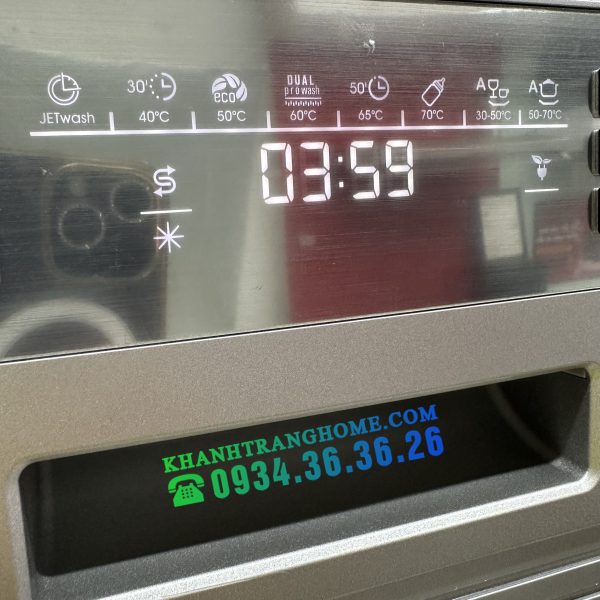 JETwash
30'
40°C
eco
50°C
DUAL
prowash
60°C
50'
65°C
70°C
A
30-50°C
A
50-70°C
03:59
KHANHTRANGHOME.COM
0934.36.36.26